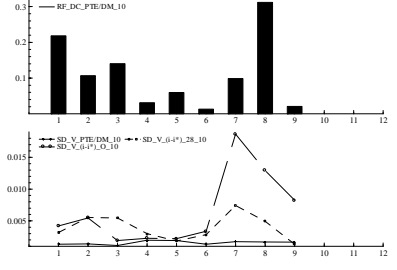 0.3
RF_DC_PTE/DM_10
0.2
0.1
1 2 3 4 5 6 7 8 9 10 11 12
SD_V_PTE/DM_10 SD_V_(i-i*)_28_10
SD_V_(i-i*)_O_10
0.015
0.010
0.005
1 2 3 4 5 6 7 8 9 10 11 12